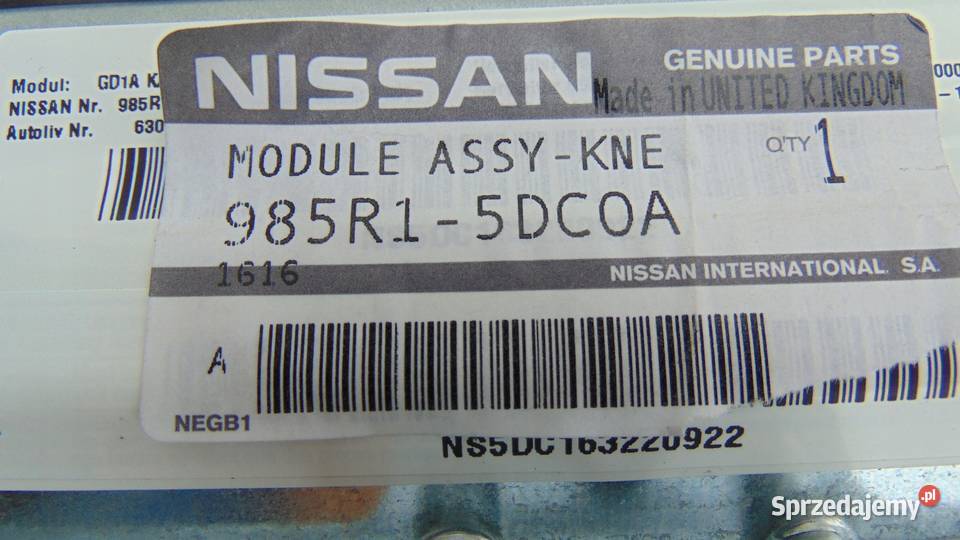 NISSAN GENUINE PARTS
Made in UNITED KINGDOM
MODULE ASSY-KNE Q'TY 1
985R1-5DC0A
1616 NISSAN INTERNATIONAL S.A.
A
NEGB1
Modul: GD1A
NISSAN Nr. 985R
Autoliv Nr. 630
NS5DC163220922
Sprzedajemy.pl